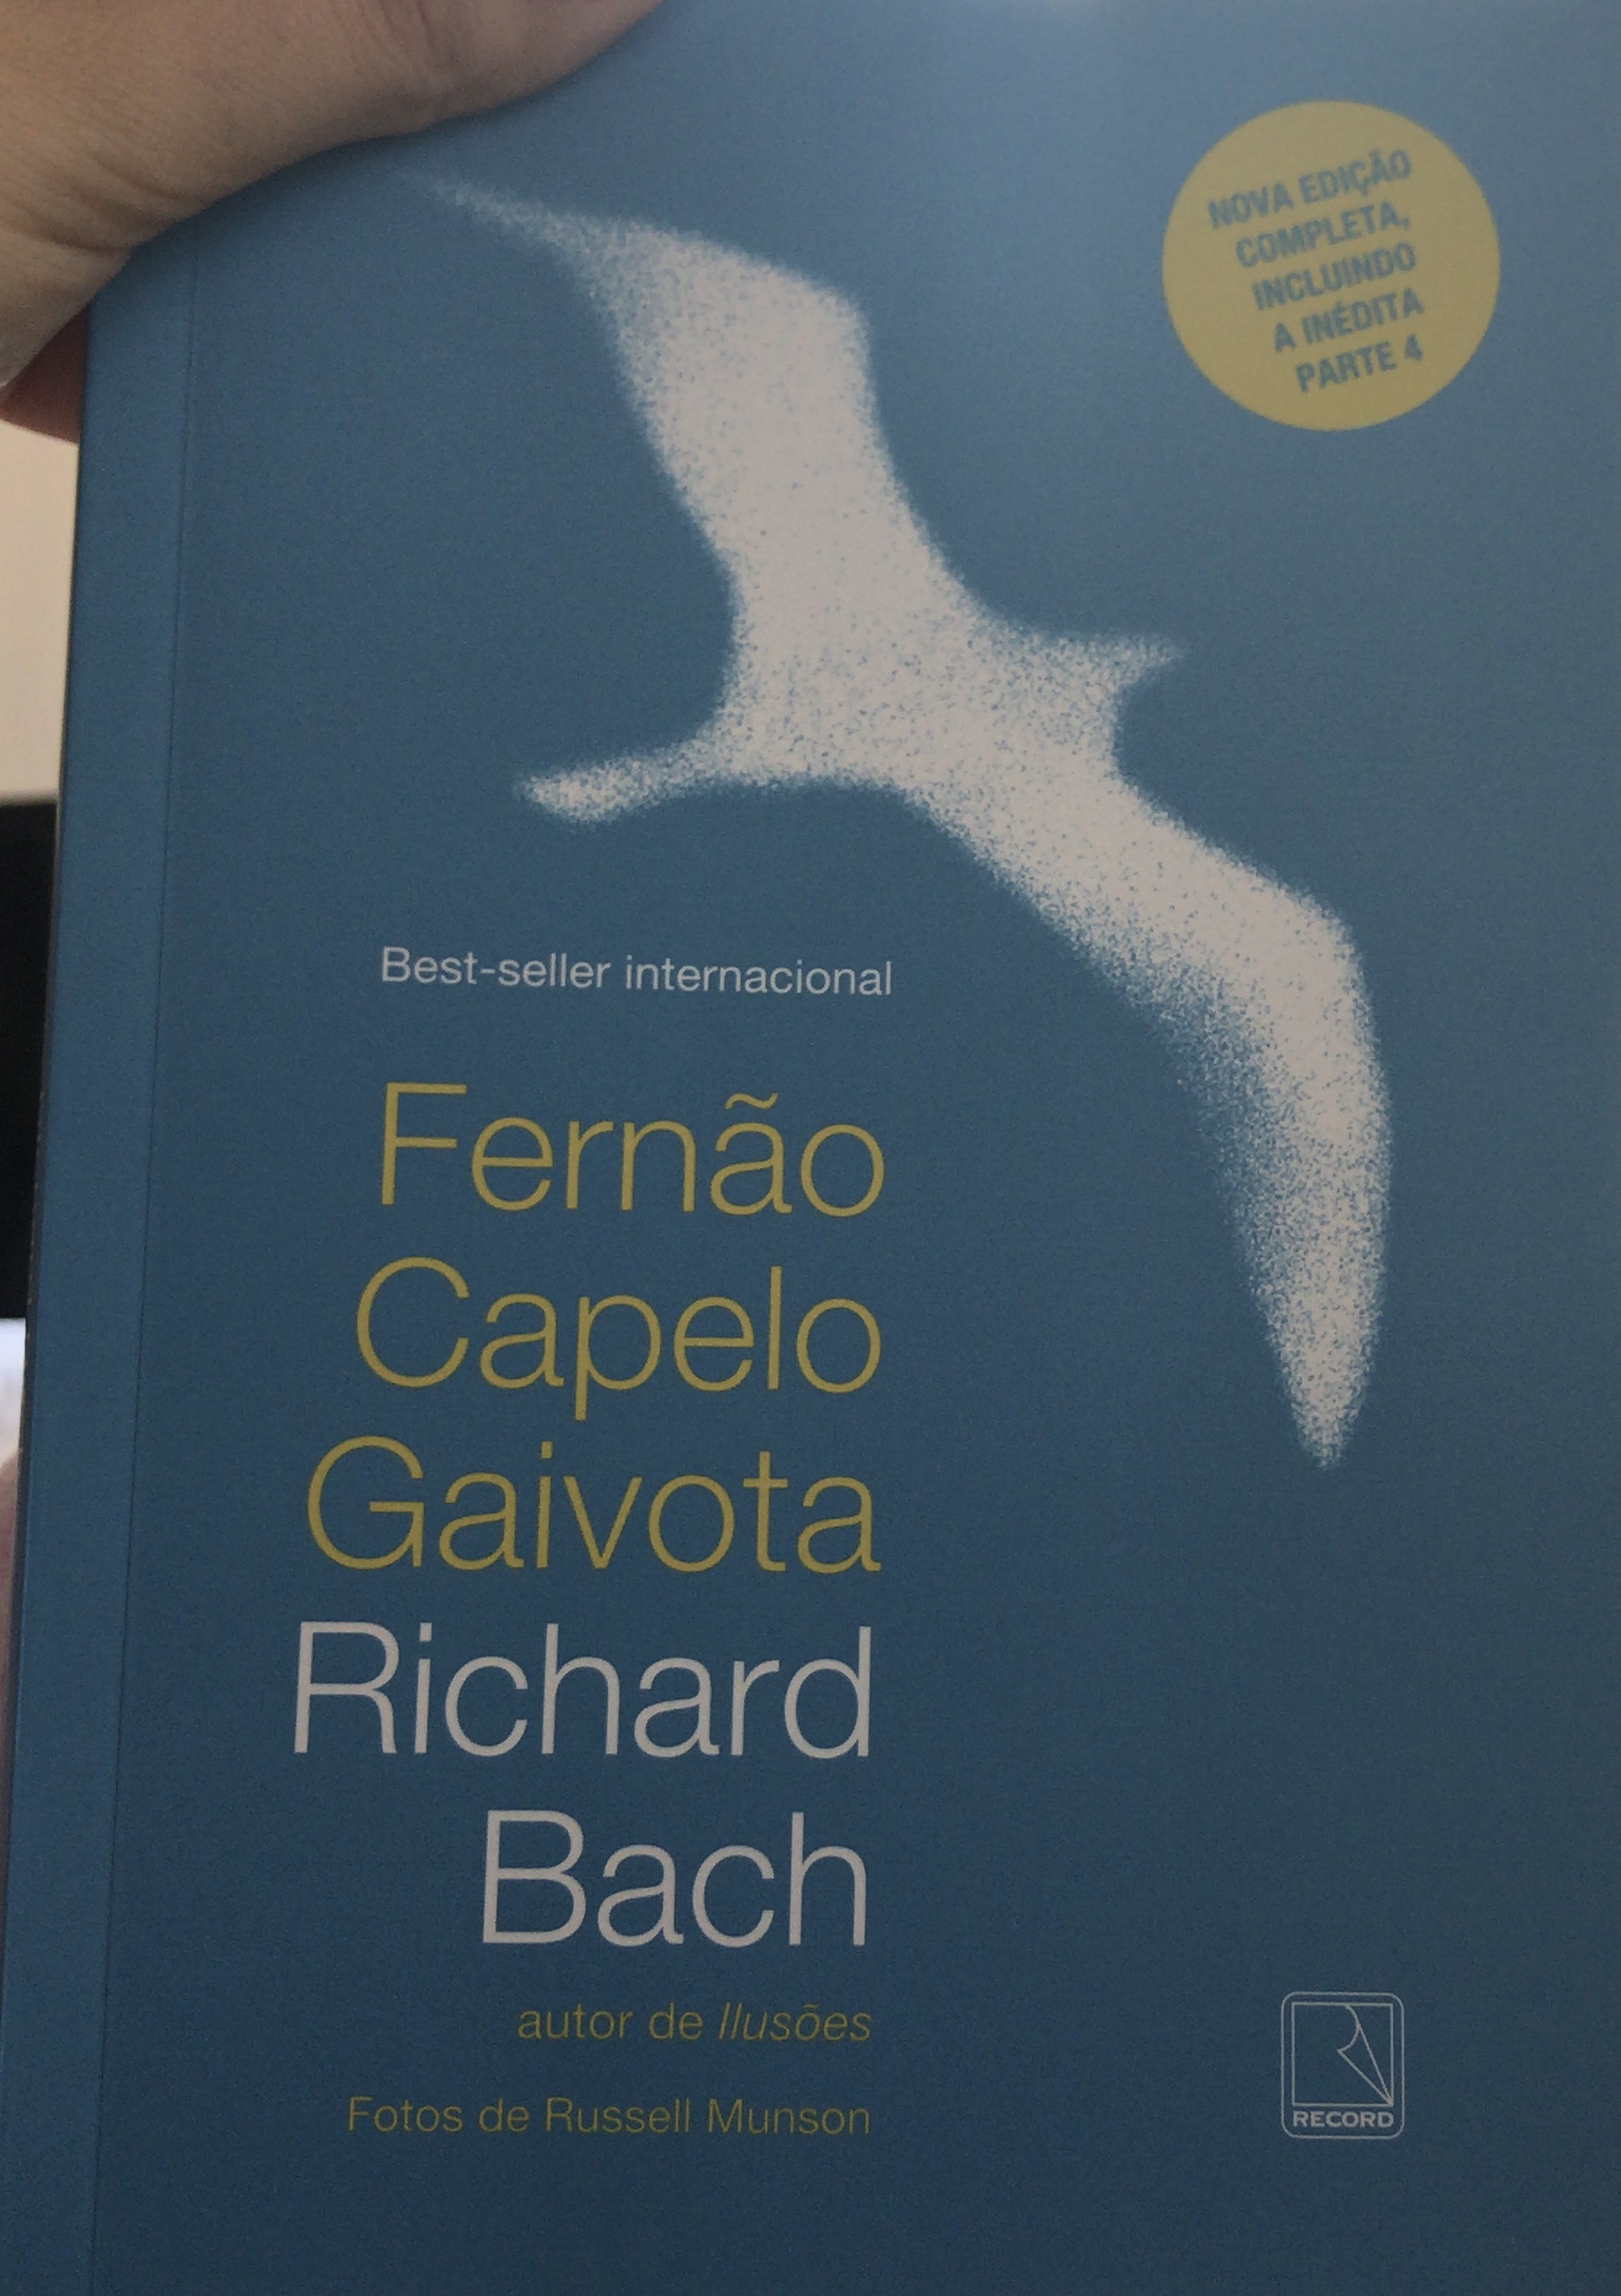 NOVA EDIÇÃO
COMPLETA,
INCLUINDO
A INÉDITA
PARTE 4
Best-seller internacional
Fernão
Capelo
Gaivota
Richard
Bach
autor de Ilusões
Fotos de Russell Munson
RECORD